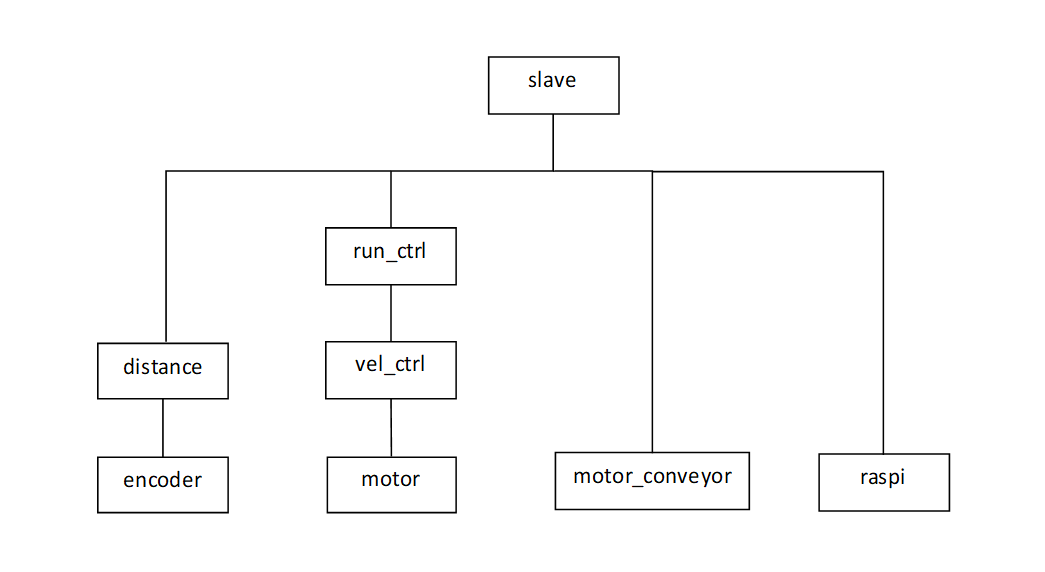 slave
run_ctrl
distance
vel_ctrl
encoder
motor
motor_conveyor
raspi